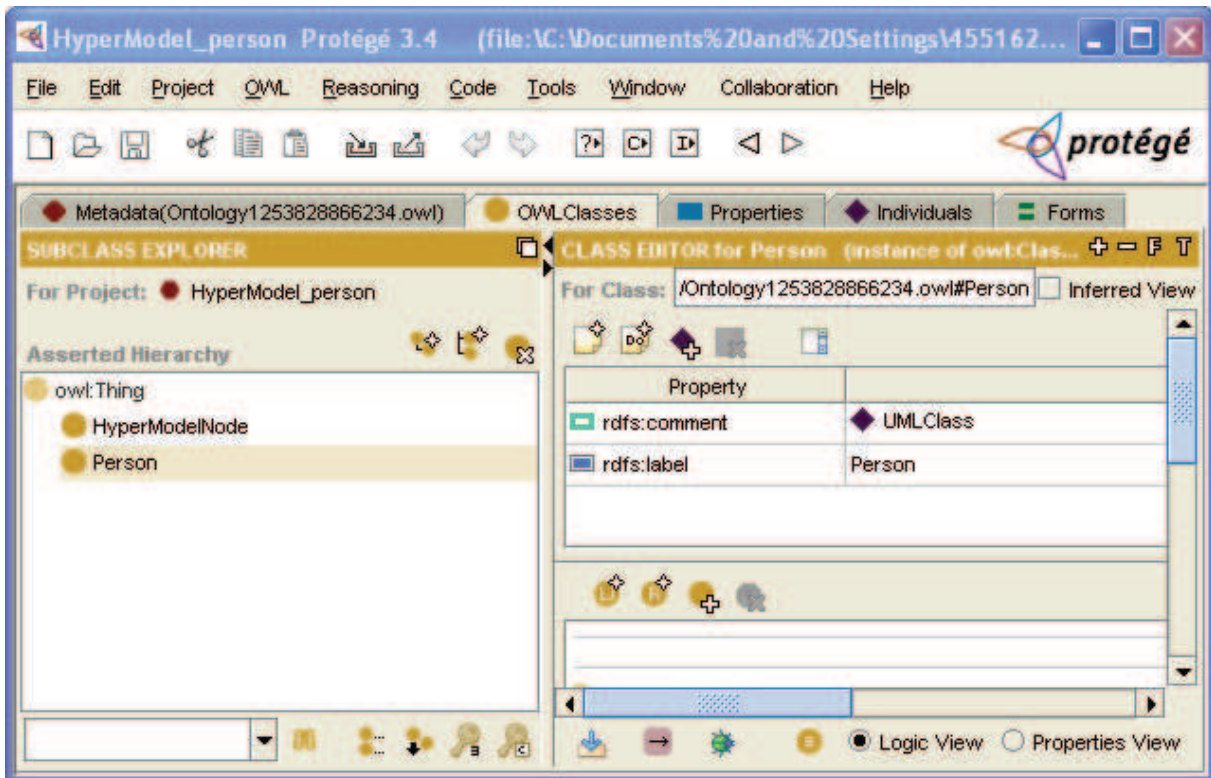 HyperModel_person Protégé 3.4 (file:\C:\Documents%20and%20Settings\455162...
File Edit Project OWL Reasoning Code Tools Window Collaboration Help
protégé
Metadata(Ontology1253828866234.owl) OWLClasses Properties Individuals Forms
SUBCLASS EXPLORER
For Project: HyperModel_person
Asserted Hierarchy
owl:Thing
HyperModelNode
Person
CLASS EDITOR for Person (instance of owl:Clas... F T
For Class: /Ontology1253828866234.owl#Person Inferred View
Property
rdfs:comment UMLClass
rdfs:label Person
Logic View Properties View